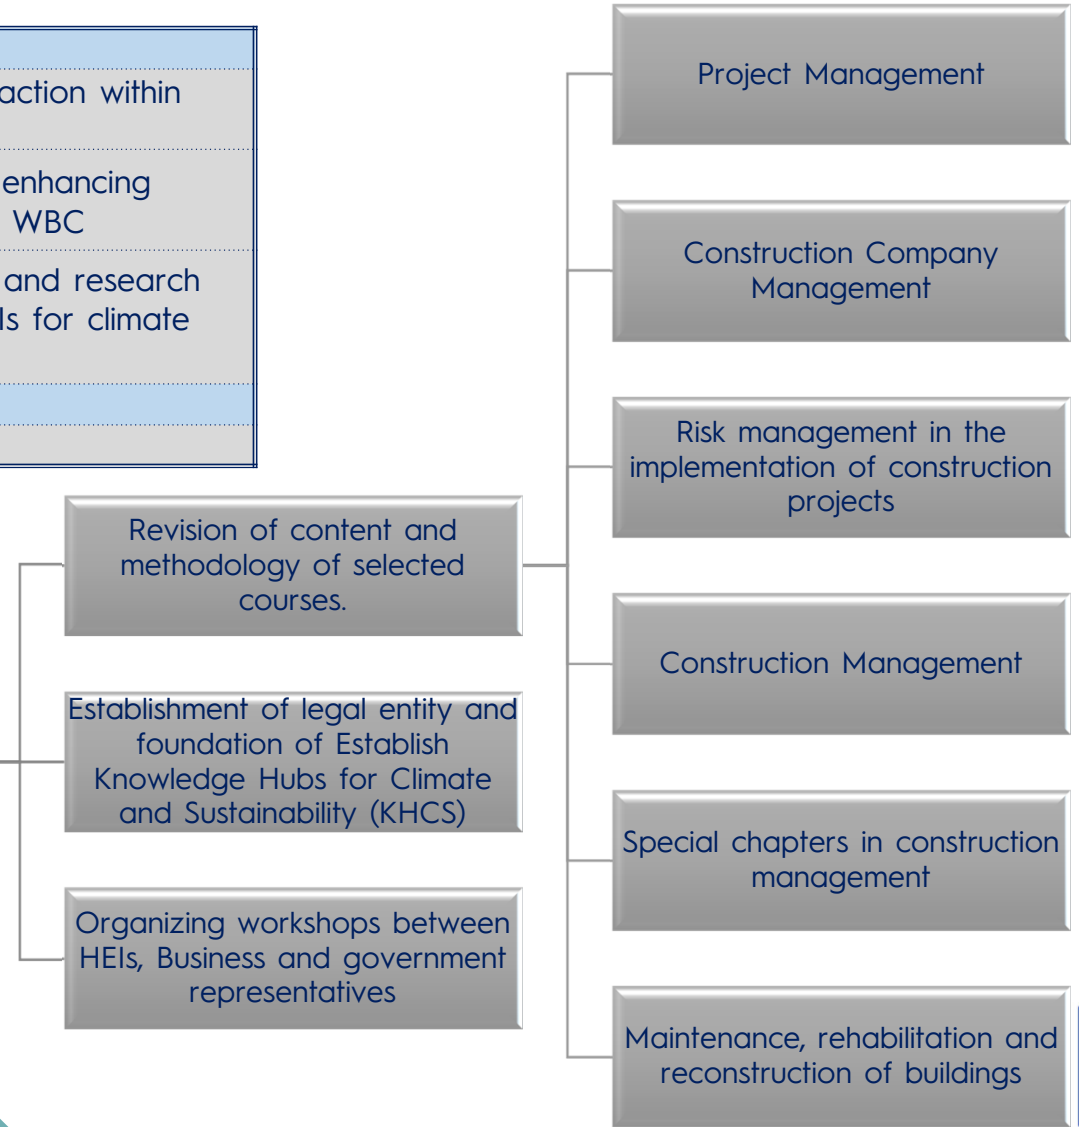 action within
enhancing
WBC
and research
ls for climate
Revision of content and
methodology of selected
courses.
Establishment of legal entity and
foundation of Establish
Knowledge Hubs for Climate
and Sustainability (KHCS)
Organizing workshops between
HEIs, Business and government
representatives
Project Management
Construction Company
Management
Risk management in the
implementation of construction
projects
Construction Management
Special chapters in construction
management
Maintenance, rehabilitation and
reconstruction of buildings